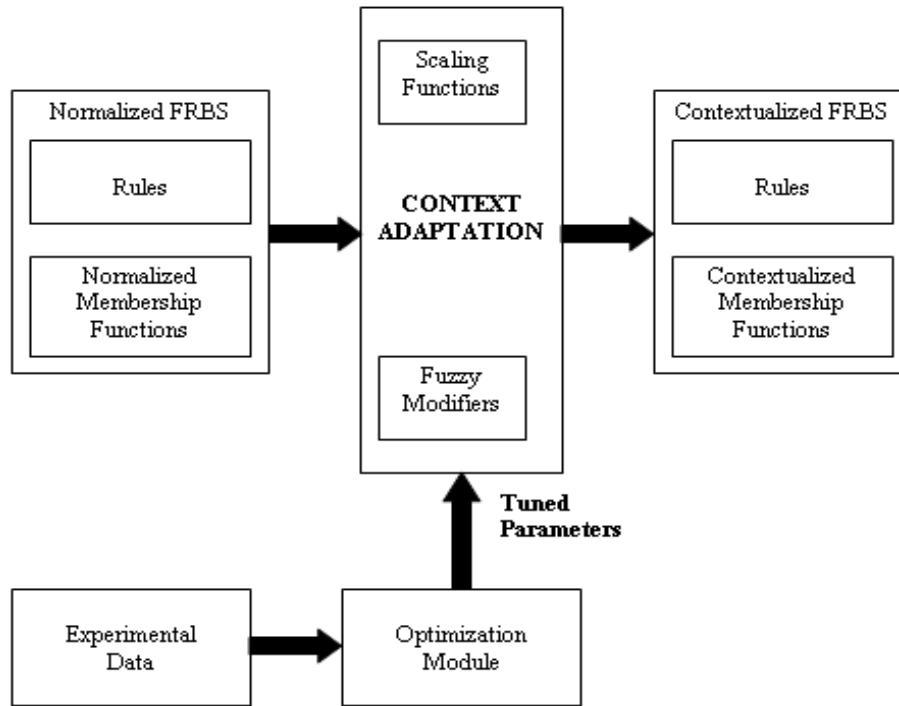 Normalized FRBS
Rules
Normalized
Membership
Functions
Scaling
Functions
CONTEXT
ADAPTATION
Fuzzy
Modifiers
Contextualized FRBS
Rules
Contextualized
Membership
Functions
Tuned
Parameters
Experimental
Data
Optimization
Module